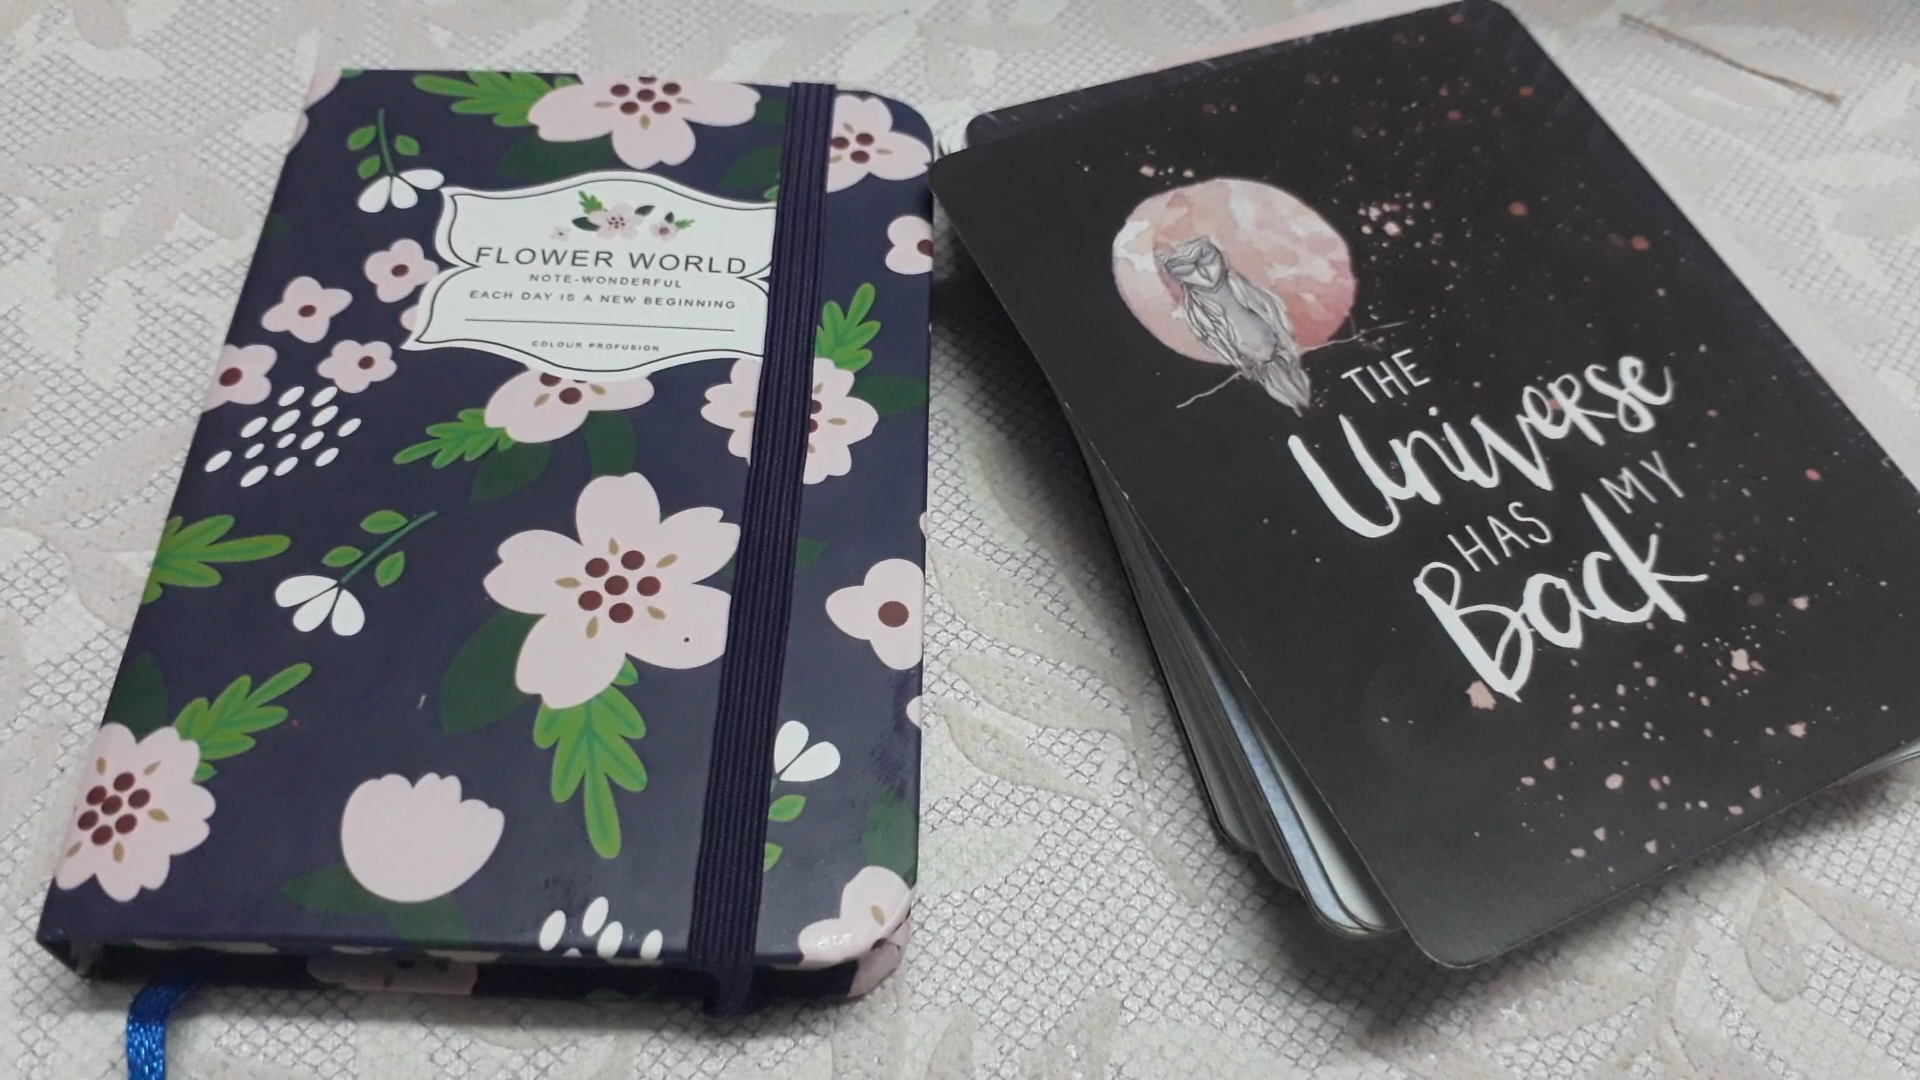 FLOWER WORLD
NOTE-WONDERFUL
EACH DAY IS A NEW BEGINNING
COLOUR PROFUSION
THE
UNIVERSE
HAS MY
Back